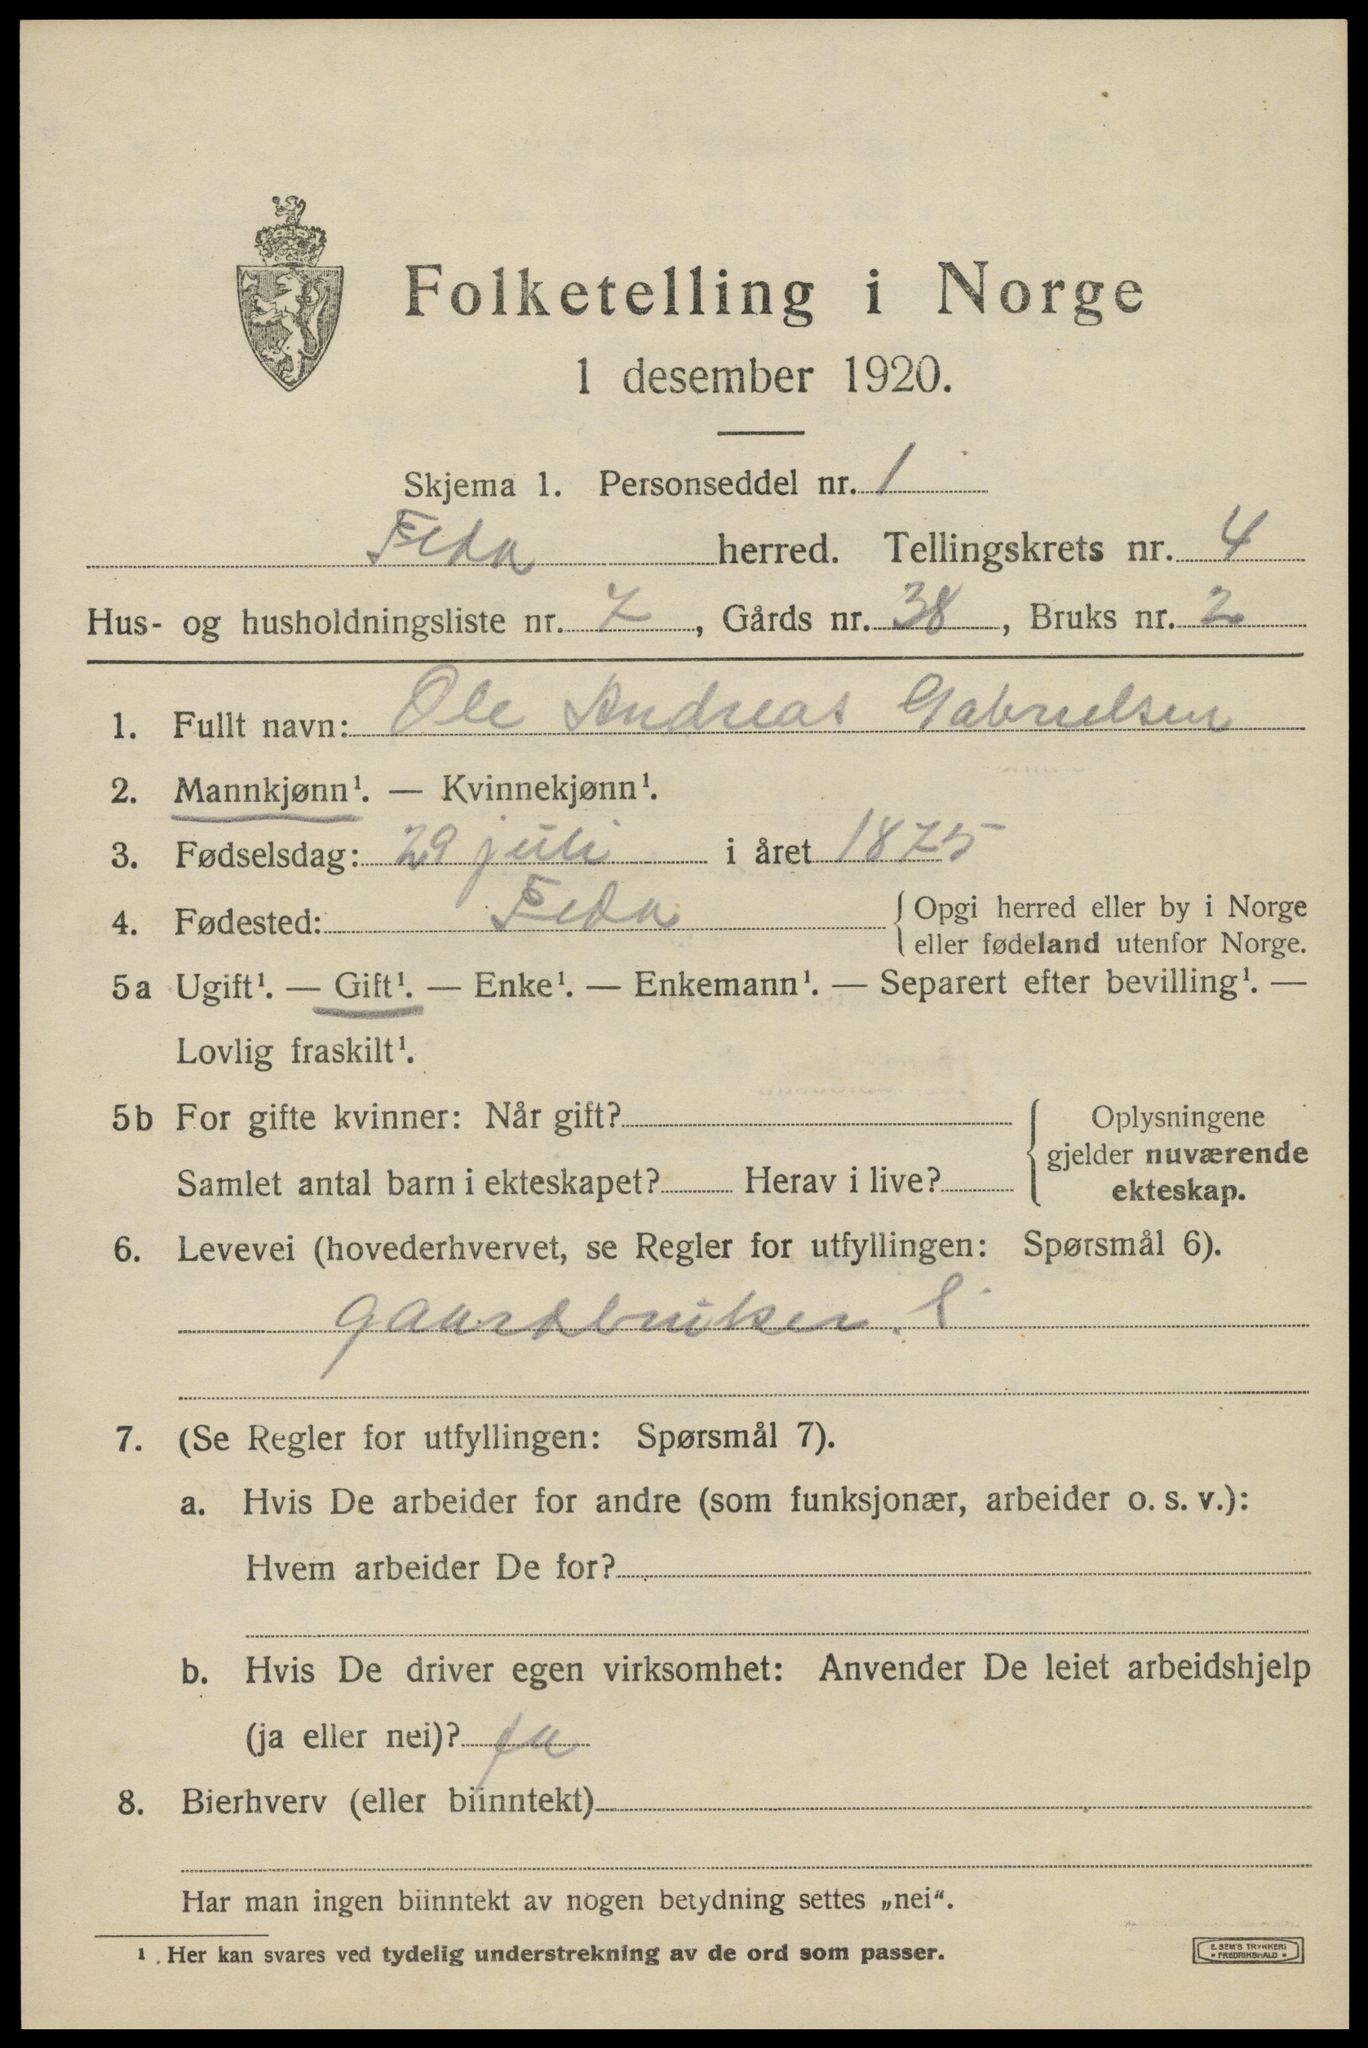 Folketelling i Norge
1 desember 1920.
Skjema 1. Personseddel nr. 1
Feda herred. Tellingskrets nr. 4
Hus- og husholdningsliste nr. 7, Gårds nr. 38, Bruks nr. 2
1. Fullt navn: Ole Andreas Gabrielsen
2. Mannkjønn¹. — Kvinnekjønn¹.
3. Fødselsdag: 29 juli i året 1875
4. Fødested: Feda { Opgi herred eller by i Norge
eller fødeland utenfor Norge.
5a Ugift¹. — Gift¹. — Enke¹. — Enkemann¹. — Separert efter bevilling¹. —
Lovlig fraskilt¹.
5b For gifte kvinner: Når gift? { Oplysningene
gjelder nuværende
Samlet antal barn i ekteskapet? Herav i live? ekteskap.
6. Levevei (hovederhvervet, se Regler for utfyllingen: Spørsmål 6).
gaardbruker. S
7. (Se Regler for utfyllingen: Spørsmål 7).
a. Hvis De arbeider for andre (som funksjonær, arbeider o. s. v.):
Hvem arbeider De for?
b. Hvis De driver egen virksomhet: Anvender De leiet arbeidshjelp
(ja eller nei)? ja
8. Bierhverv (eller biinntekt)
Har man ingen biinntekt av nogen betydning settes „nei“.
¹ . Her kan svares ved tydelig understrekning av de ord som passer.
E. SEM'S TRYKKERI
• FREDRIKSHALD •